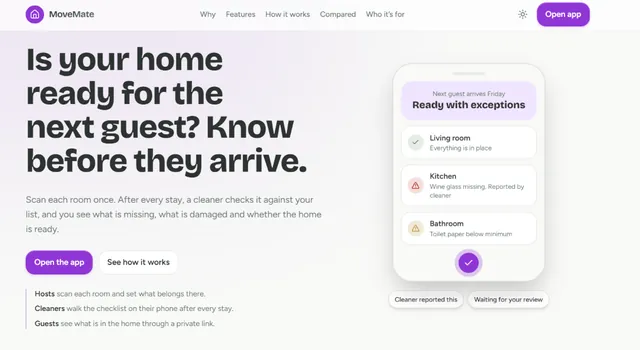 MoveMate
Why
Features
How it works
Compared
Who it's for
Open app
Is your home
ready for the
next guest? Know
before they arrive.
Scan each room once. After every stay, a cleaner checks it against your
list, and you see what is missing, what is damaged and whether the home
is ready.
Open the app
See how it works
Hosts scan each room and set what belongs there.
Cleaners walk the checklist on their phone after every stay.
Guests see what is in the home through a private link.
Next guest arrives Friday
Ready with exceptions
Living room
Everything is in place
Kitchen
Wine glass missing. Reported by
cleaner
Bathroom
Toilet paper below minimum
Cleaner reported this
Waiting for your review